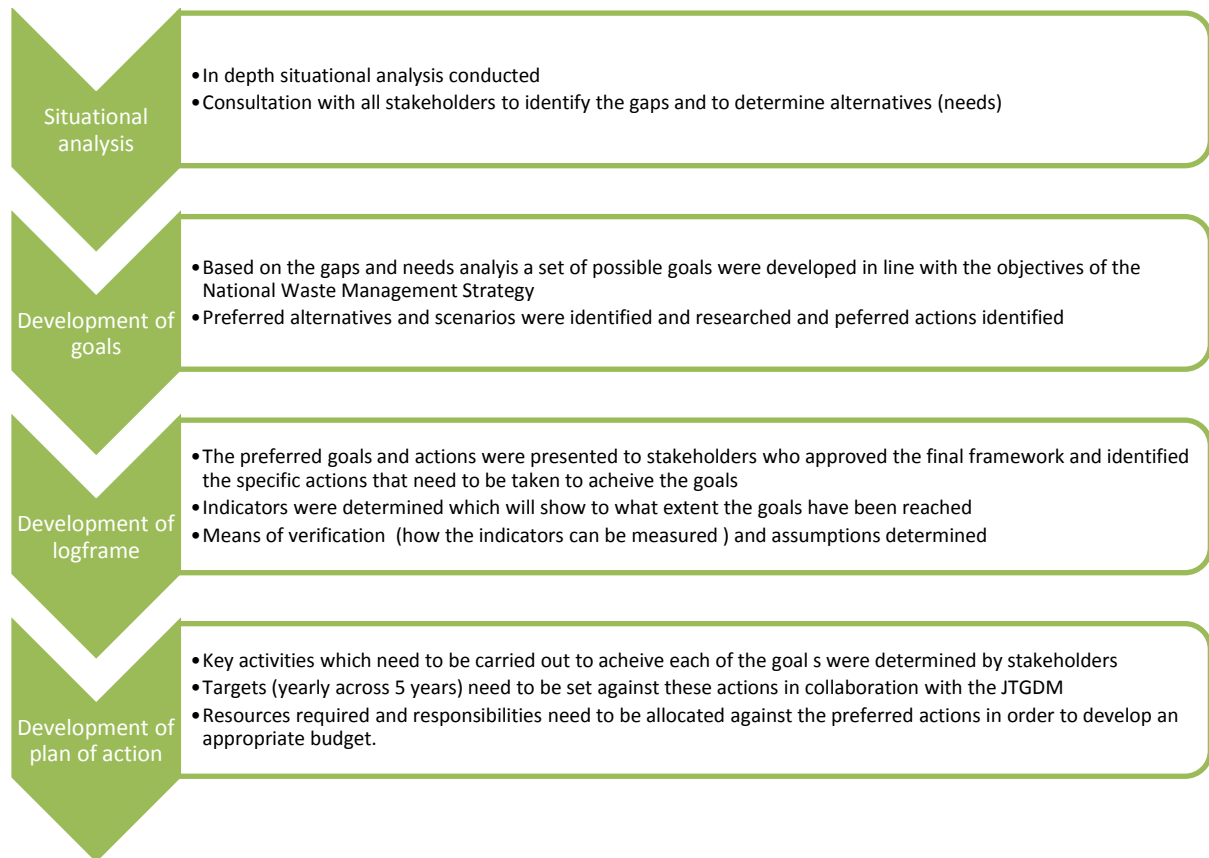 Situational
analysis
•In depth situational analysis conducted
•Consultation with all stakeholders to identify the gaps and to determine alternatives (needs)
Development of
goals
•Based on the gaps and needs analyis a set of possible goals were developed in line with the objectives of the
National Waste Management Strategy
•Preferred alternatives and scenarios were identified and researched and peferred actions identified
Development of
logframe
•The preferred goals and actions were presented to stakeholders who approved the final framework and identified
the specific actions that need to be taken to acheive the goals
•Indicators were determined which will show to what extent the goals have been reached
•Means of verification  (how the indicators can be measured ) and assumptions determined
Development of
plan of action
•Key activities which need to be carried out to acheive each of the goal s were determined by stakeholders
•Targets (yearly across 5 years) need to be set against these actions in collaboration with the JTGDM
•Resources required and responsibilities need to be allocated against the preferred actions in order to develop an
appropriate budget.